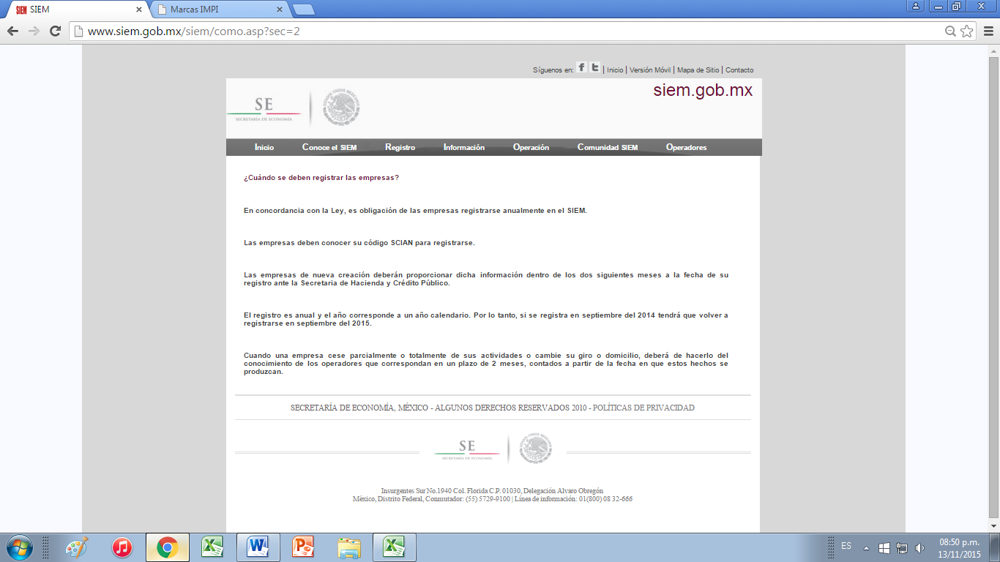 SIEM
Marcas IMPI
www.siem.gob.mx/siem/como.asp?sec=2
Síguenos en: | Inicio | Versión Móvil | Mapa de Sitio | Contacto
SE
SECRETARÍA DE ECONOMÍA
siem.gob.mx
Inicio Conoce el SIEM Registro Información Operación Comunidad SIEM Operadores
¿Cuándo se deben registrar las empresas?
En concordancia con la Ley, es obligación de las empresas registrarse anualmente en el SIEM.
Las empresas deben conocer su código SCIAN para registrarse.
Las empresas de nueva creación deberán proporcionar dicha información dentro de los dos siguientes meses a la fecha de su
registro ante la Secretaria de Hacienda y Crédito Público.
El registro es anual y el año corresponde a un año calendario. Por lo tanto, si se registra en septiembre del 2014 tendrá que volver a
registrarse en septiembre del 2015.
Cuando una empresa cese parcialmente o totalmente de sus actividades o cambie su giro o domicilio, deberá de hacerlo del
conocimiento de los operadores que correspondan en un plazo de 2 meses, contados a partir de la fecha en que estos hechos se
produzcan.
SECRETARÍA DE ECONOMÍA, MÉXICO - ALGUNOS DERECHOS RESERVADOS 2010 - POLÍTICAS DE PRIVACIDAD
SE
SECRETARÍA DE ECONOMÍA
Insurgentes Sur No.1940 Col. Florida C.P. 01030, Delegación Alvaro Obregón
México, Distrito Federal, Conmutador: (55) 5729-9100 | Línea de información: 01(800) 08 32-666
ES
08:50 p.m.
13/11/2015